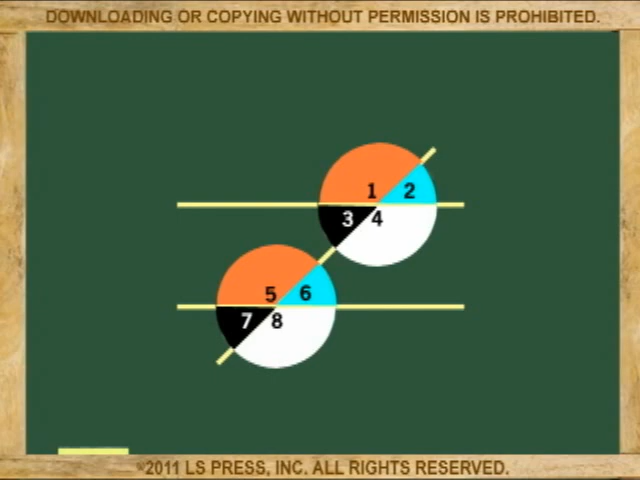 DOWNLOADING OR COPYING WITHOUT PERMISSION IS PROHIBITED.
1 2
3 4
5 6
7 8
©2011 LS PRESS, INC. ALL RIGHTS RESERVED.